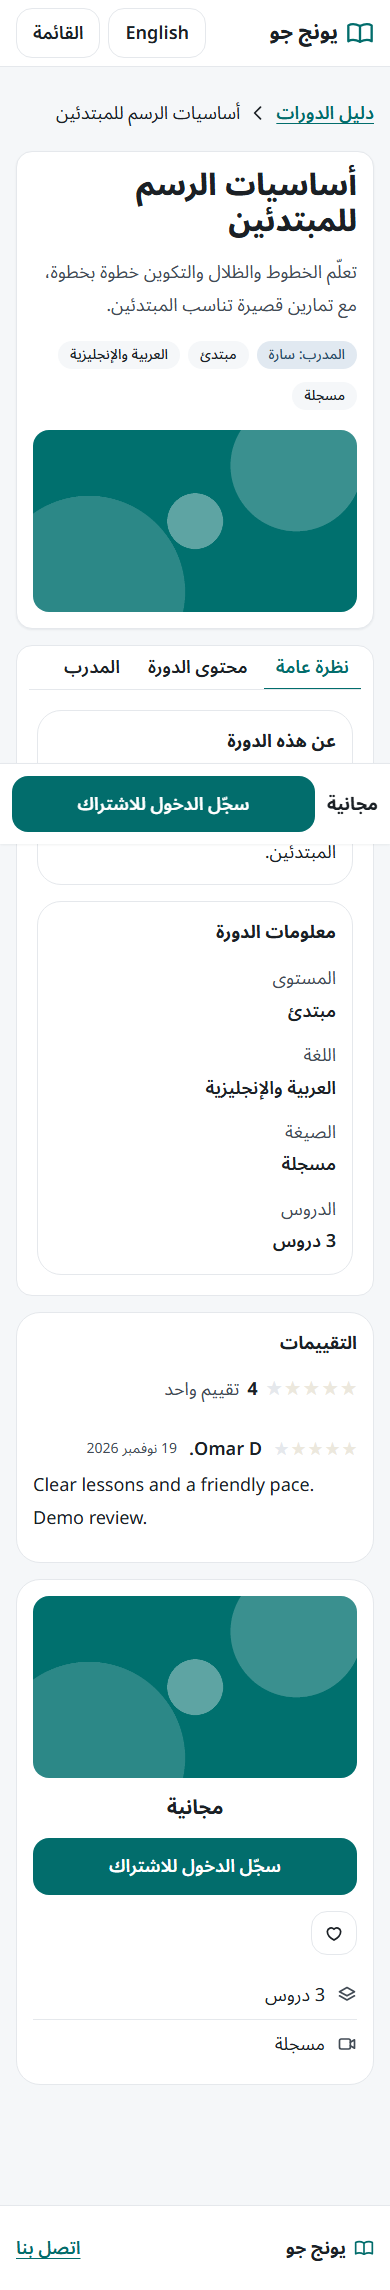 يونج جو
English
القائمة
دليل الدورات
أساسيات الرسم للمبتدئين
أساسيات الرسم
للمبتدئين
تعلّم الخطوط والظلال والتكوين خطوة بخطوة،
مع تمارين قصيرة تناسب المبتدئين.
المدرب: سارة
مبتدئ
العربية والإنجليزية
مسجلة
نظرة عامة
محتوى الدورة
المدرب
عن هذه الدورة
مجانية
سجّل الدخول للاشتراك
المبتدئين.
معلومات الدورة
المستوى
مبتدئ
اللغة
العربية والإنجليزية
الصيغة
مسجلة
الدروس
3 دروس
التقييمات
4 تقييم واحد
Omar D.
19 نوفمبر 2026
Clear lessons and a friendly pace.
Demo review.
مجانية
سجّل الدخول للاشتراك
3 دروس
مسجلة
يونج جو
اتصل بنا